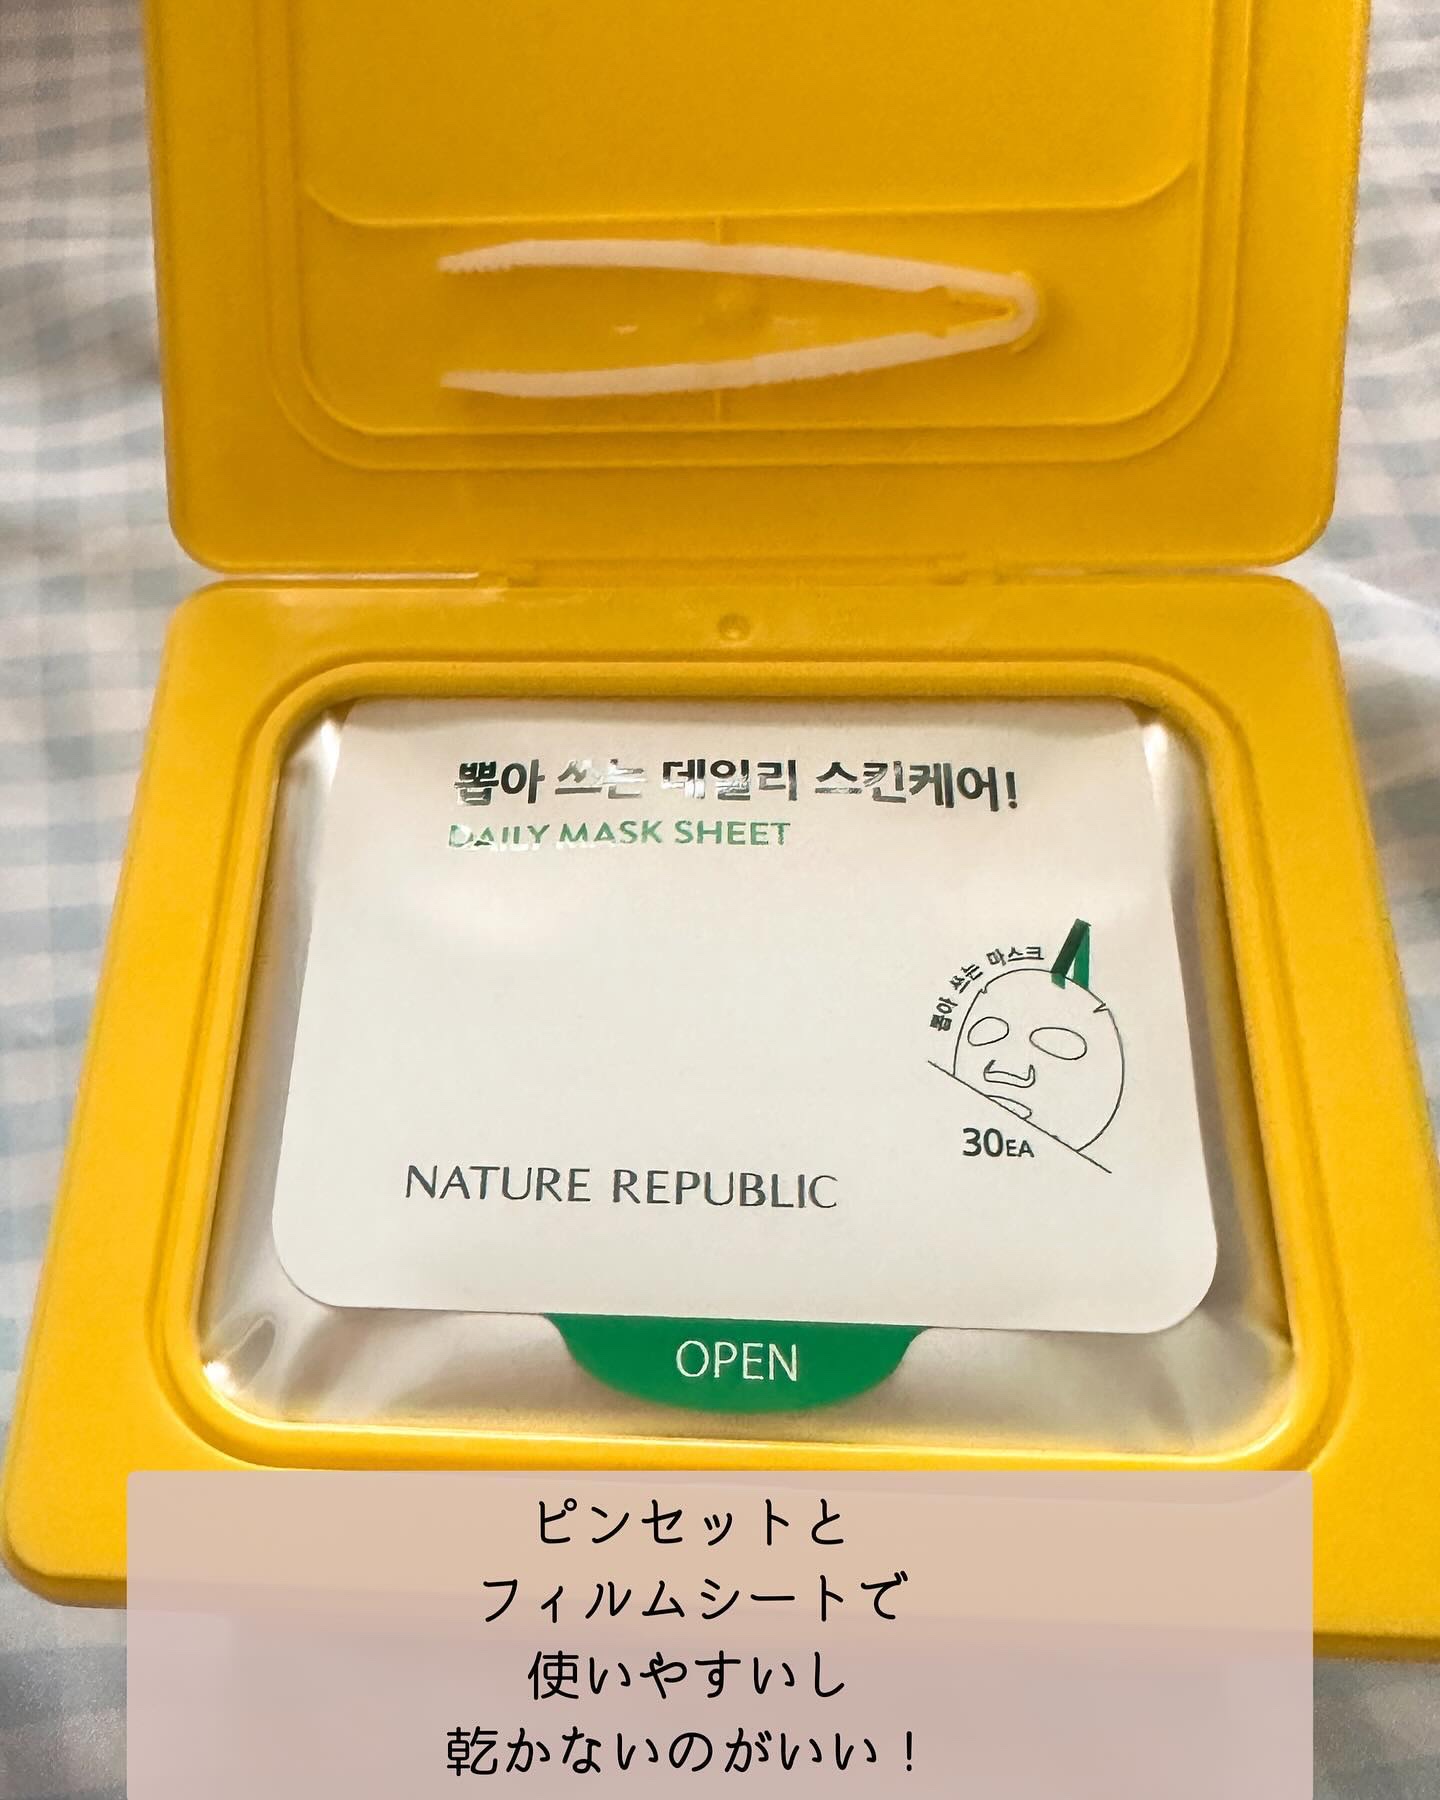 뽑아 쓰는 데일리 스킨케어!
DAILY MASK SHEET
뽑아 쓰는 마스크
30EA
NATURE REPUBLIC
OPEN
ピンセットと
フィルムシートで
使いやすいし
乾かないのがいい！